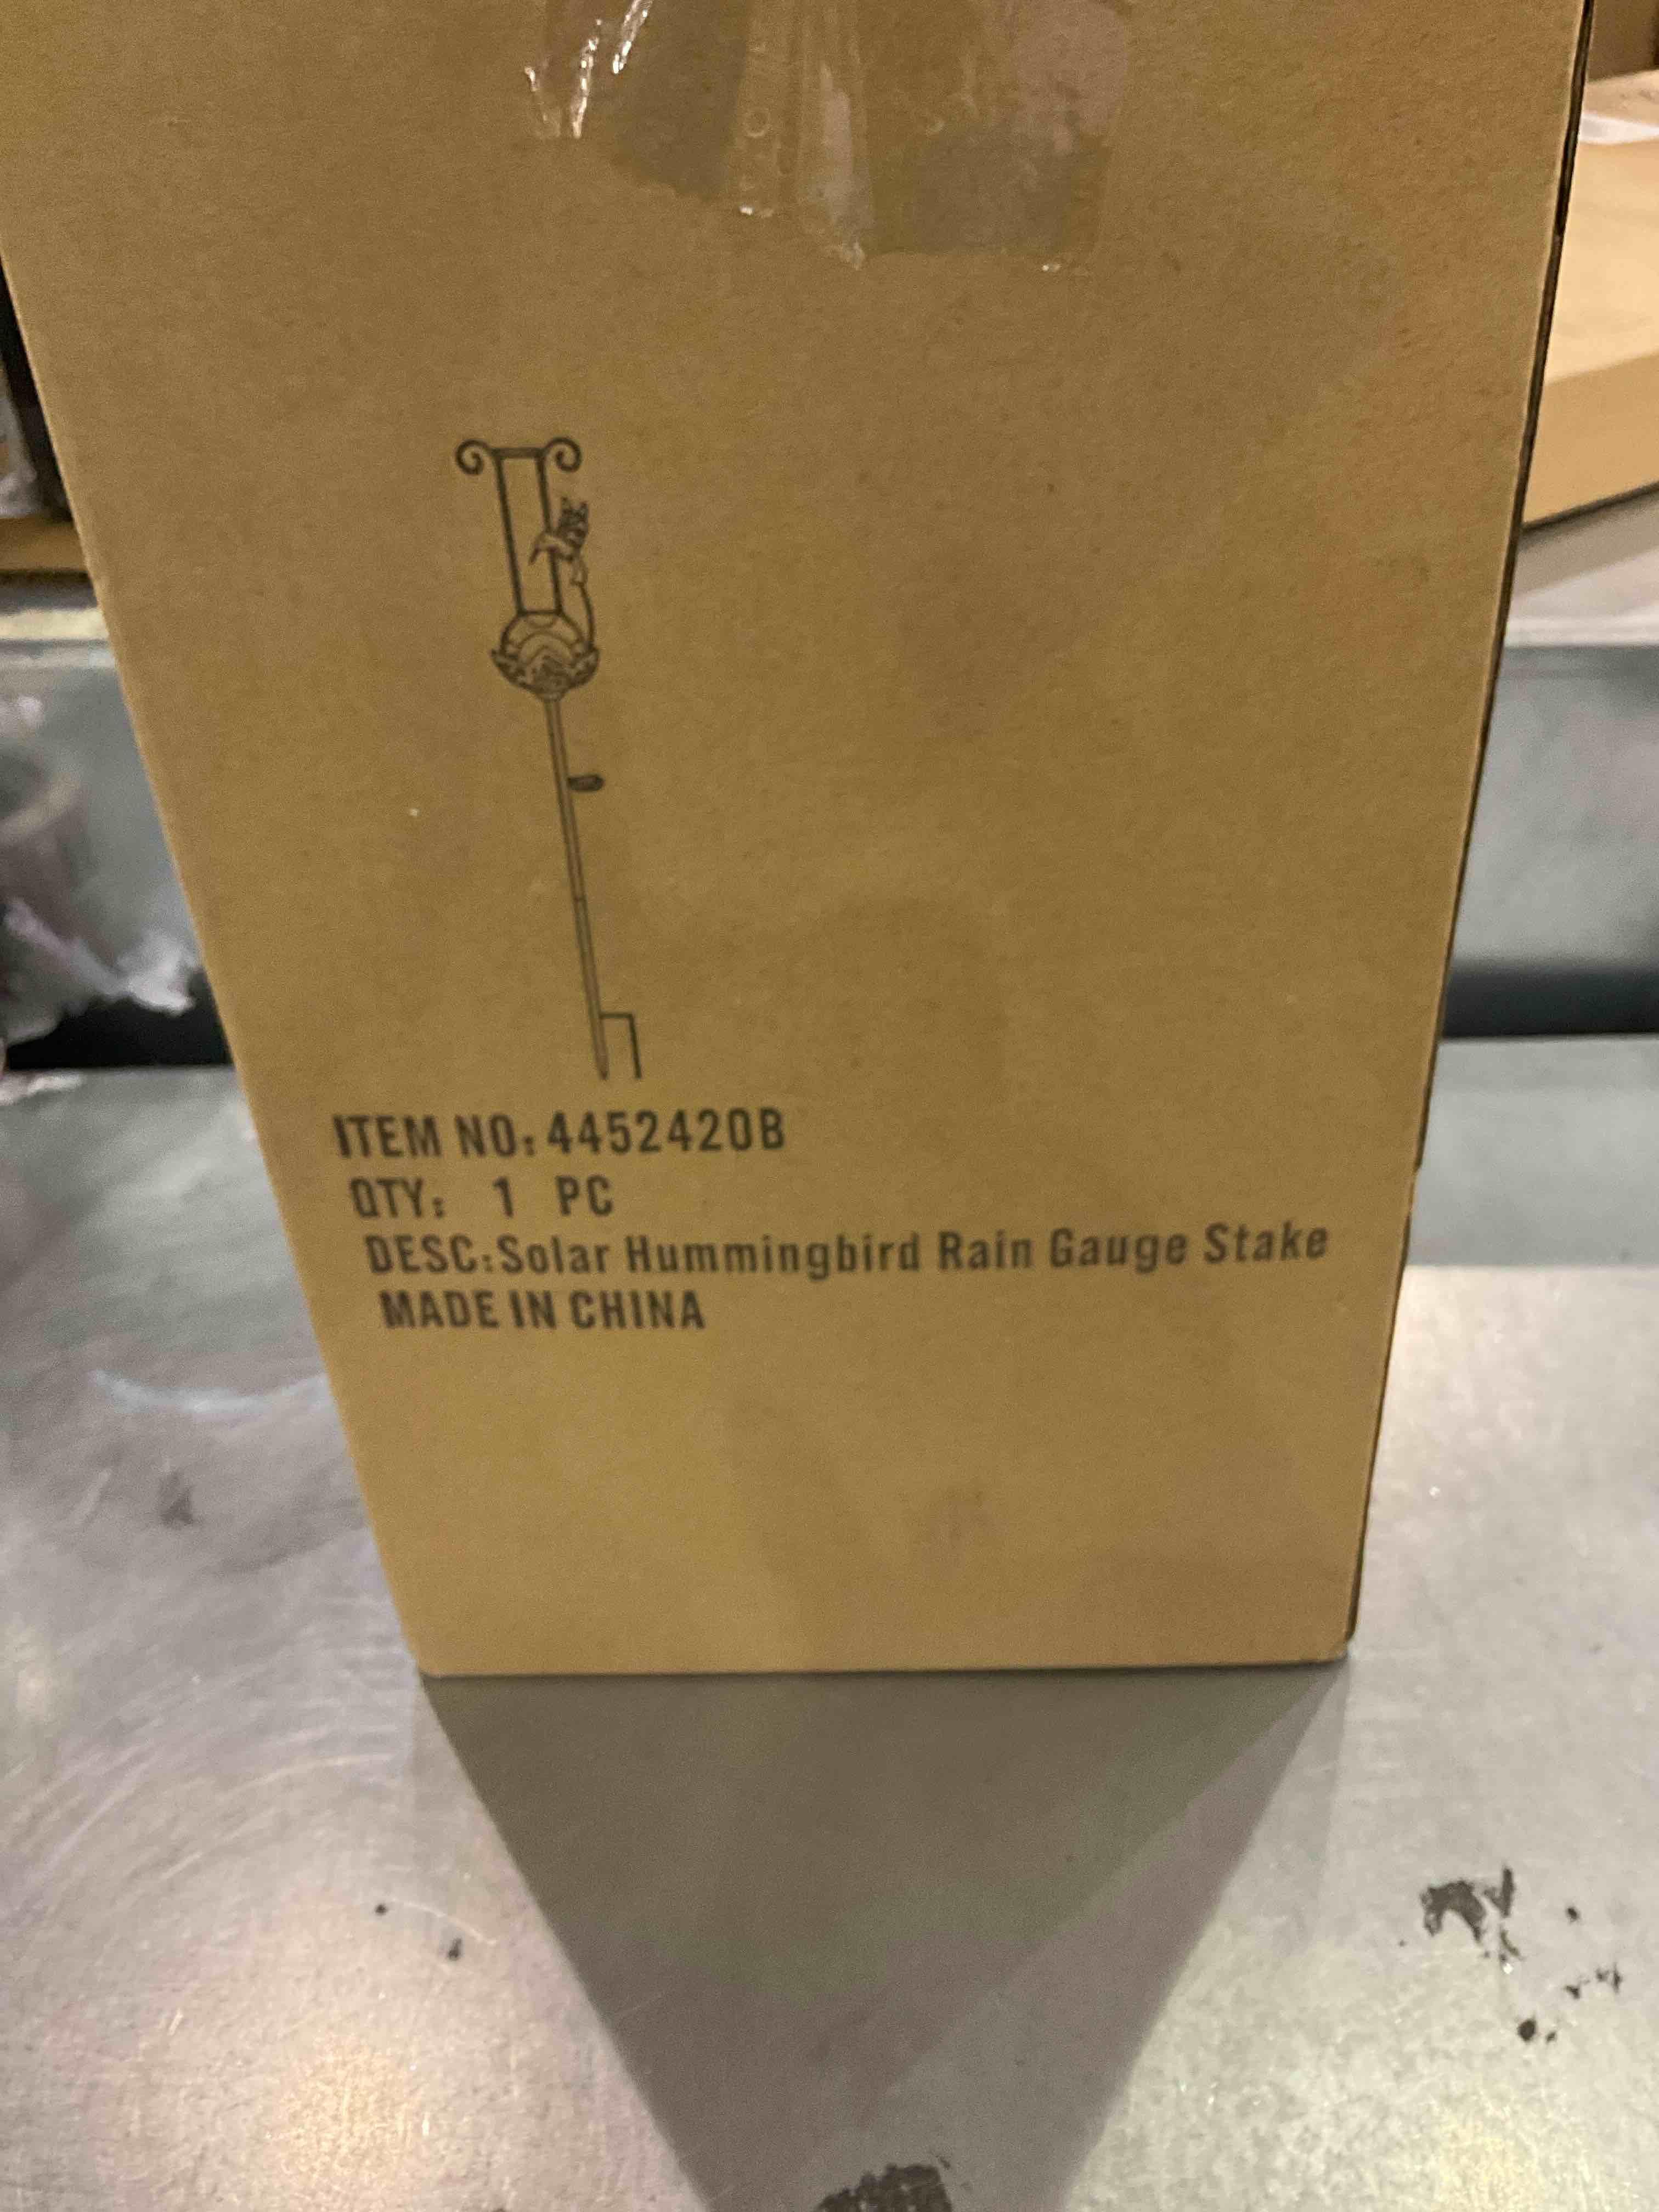 ITEM NO: 4452420B
QTY: 1 PC
DESC: Solar Hummingbird Rain Gauge Stake
MADE IN CHINA